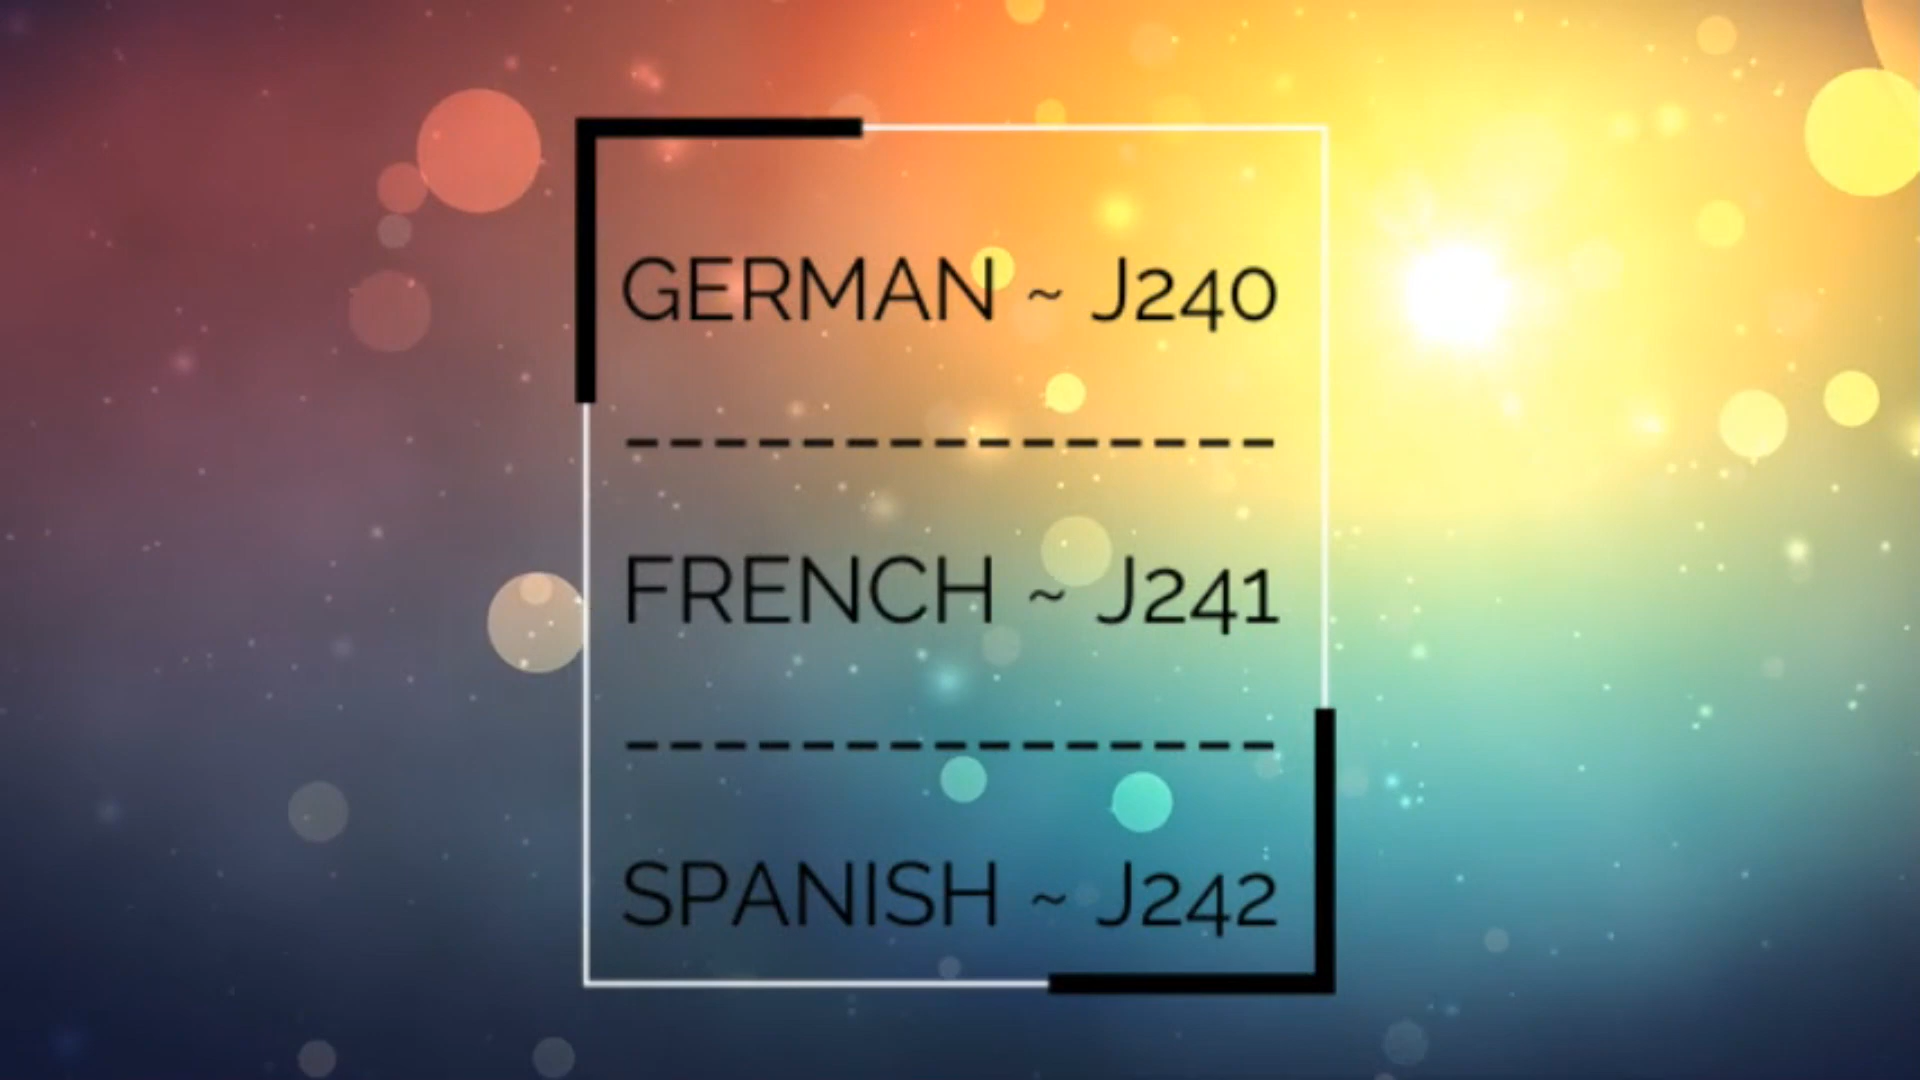 GERMAN ~ J240
FRENCH ~ J241
SPANISH ~ J242